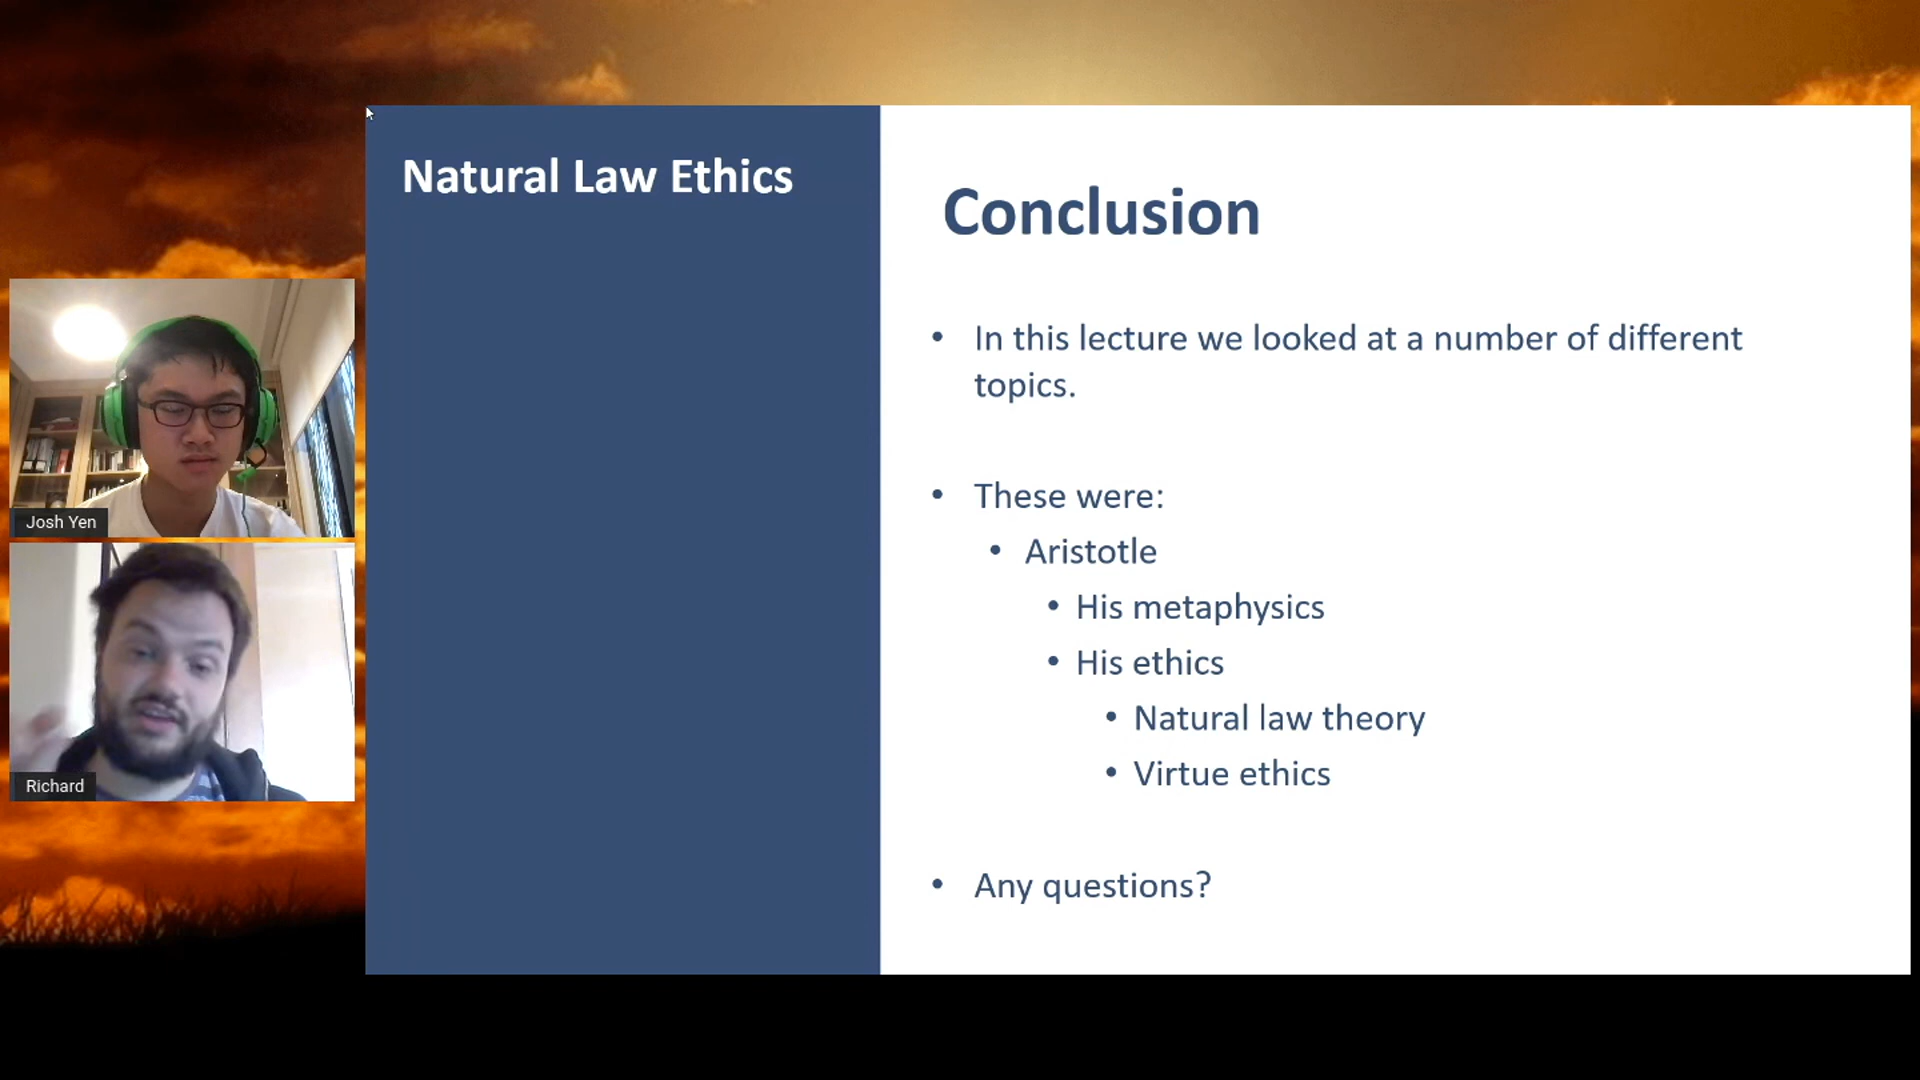 Natural Law Ethics
Conclusion
• In this lecture we looked at a number of different
topics.
• These were:
• Aristotle
• His metaphysics
• His ethics
• Natural law theory
• Virtue ethics
• Any questions?
Josh Yen
Richard